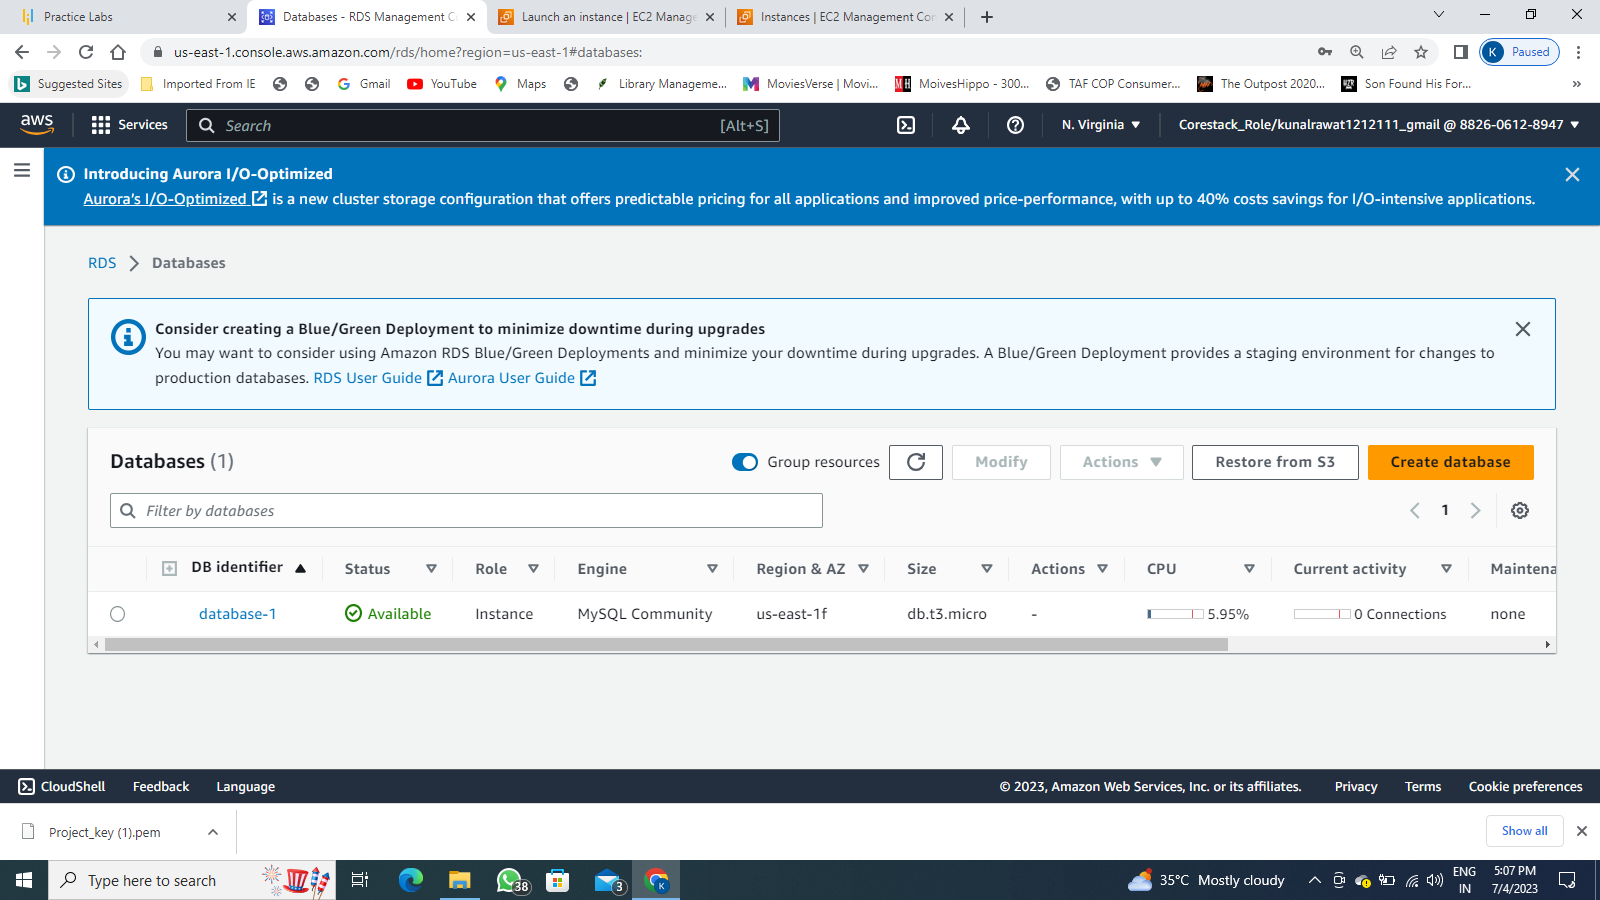 Practice Labs
Databases - RDS Management C
Launch an instance | EC2 Manage
Instances | EC2 Management Con
us-east-1.console.aws.amazon.com/rds/home?region=us-east-1#databases:
K Paused
Suggested Sites
Imported From IE
Gmail
YouTube
Maps
Library Manageme...
MoviesVerse | Movi...
MoivesHippo - 300...
TAF COP Consumer...
The Outpost 2020...
Son Found His For...
aws
Services
Search [Alt+S]
N. Virginia
Corestack_Role/kunalrawat1212111_gmail @ 8826-0612-8947
Introducing Aurora I/O-Optimized
Aurora's I/O-Optimized is a new cluster storage configuration that offers predictable pricing for all applications and improved price-performance, with up to 40% costs savings for I/O-intensive applications.
RDS > Databases
Consider creating a Blue/Green Deployment to minimize downtime during upgrades
You may want to consider using Amazon RDS Blue/Green Deployments and minimize your downtime during upgrades. A Blue/Green Deployment provides a staging environment for changes to
production databases. RDS User Guide Aurora User Guide
Databases (1)
Group resources
Modify
Actions
Restore from S3
Create database
Filter by databases
1
DB identifier Status Role Engine Region & AZ Size Actions CPU Current activity Maintena
database-1 Available Instance MySQL Community us-east-1f db.t3.micro - 5.95% 0 Connections none
CloudShell Feedback Language © 2023, Amazon Web Services, Inc. or its affiliates. Privacy Terms Cookie preferences
Project_key (1).pem
Show all
Type here to search
38
3
K
35°C Mostly cloudy
ENG
IN
5:07 PM
7/4/2023